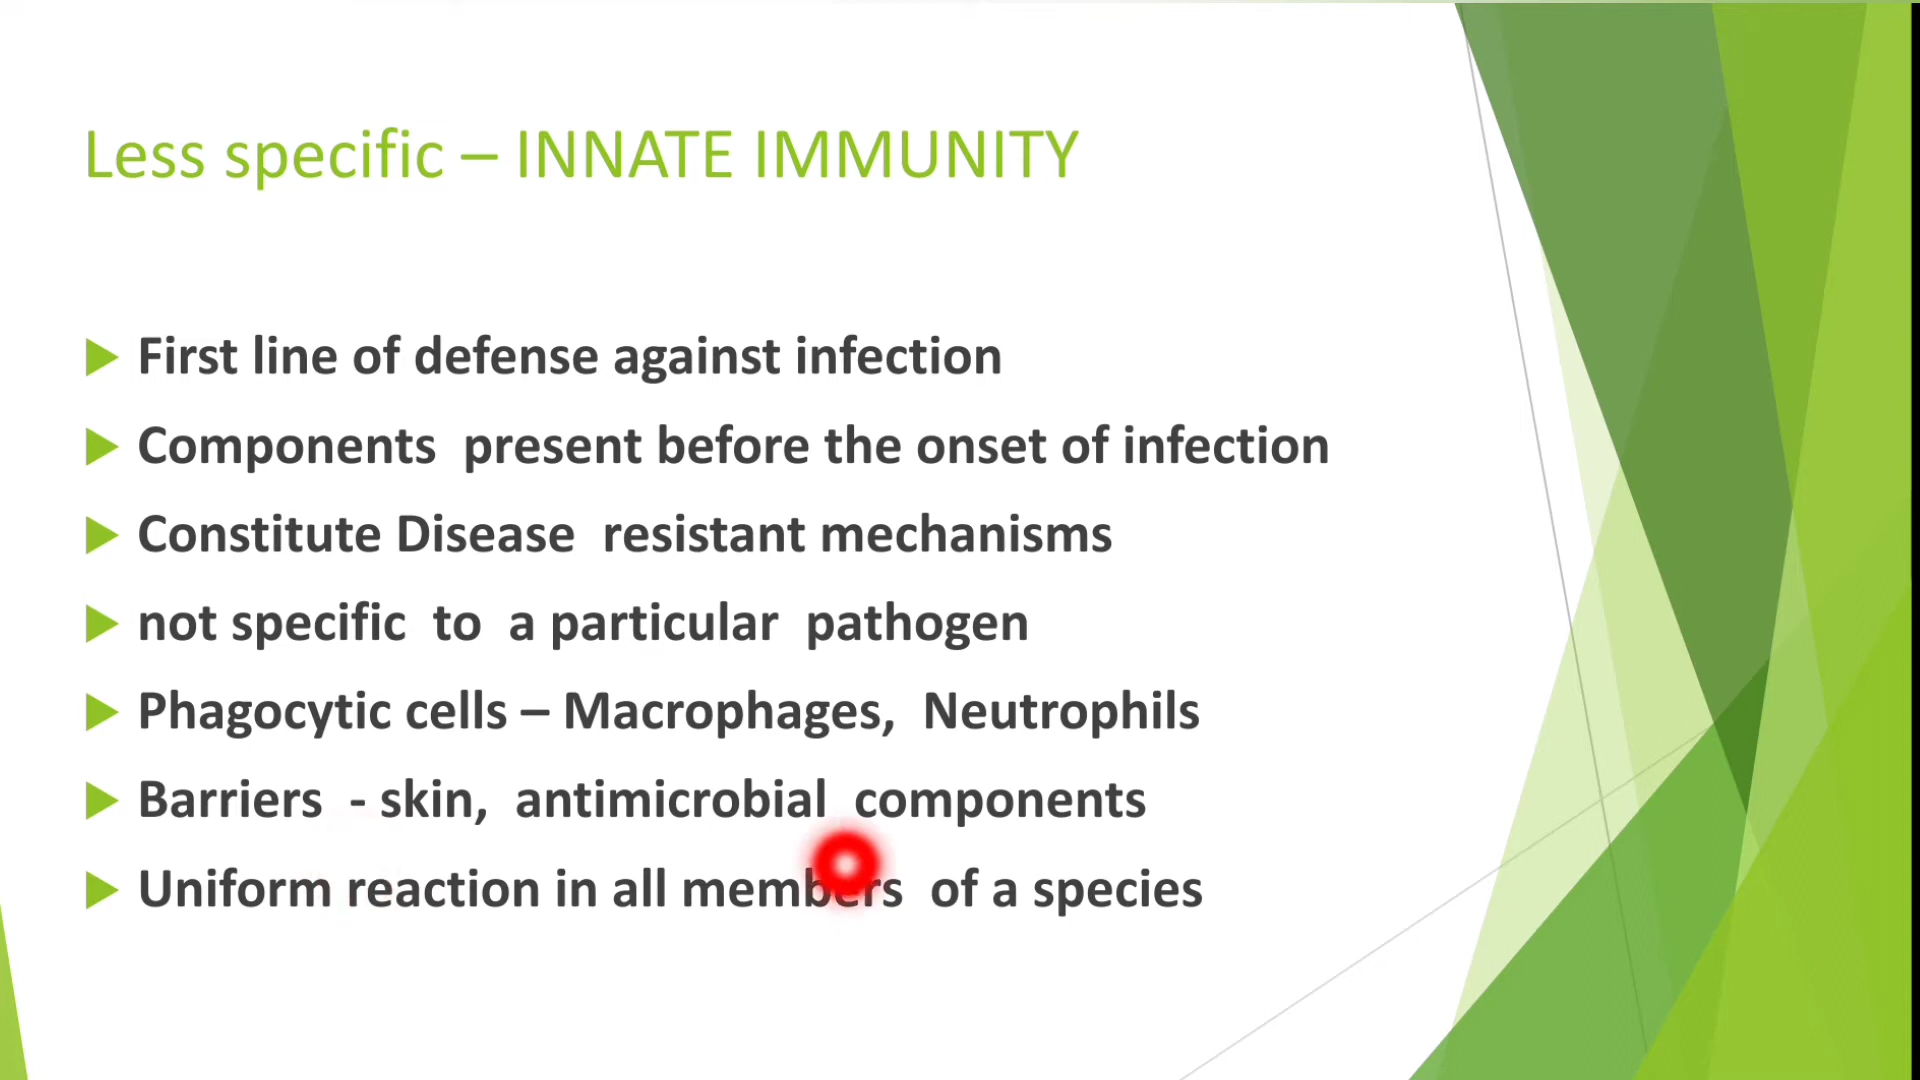 Less specific – INNATE IMMUNITY
First line of defense against infection
Components present before the onset of infection
Constitute Disease resistant mechanisms
not specific to a particular pathogen
Phagocytic cells – Macrophages, Neutrophils
Barriers - skin, antimicrobial components
Uniform reaction in all members of a species